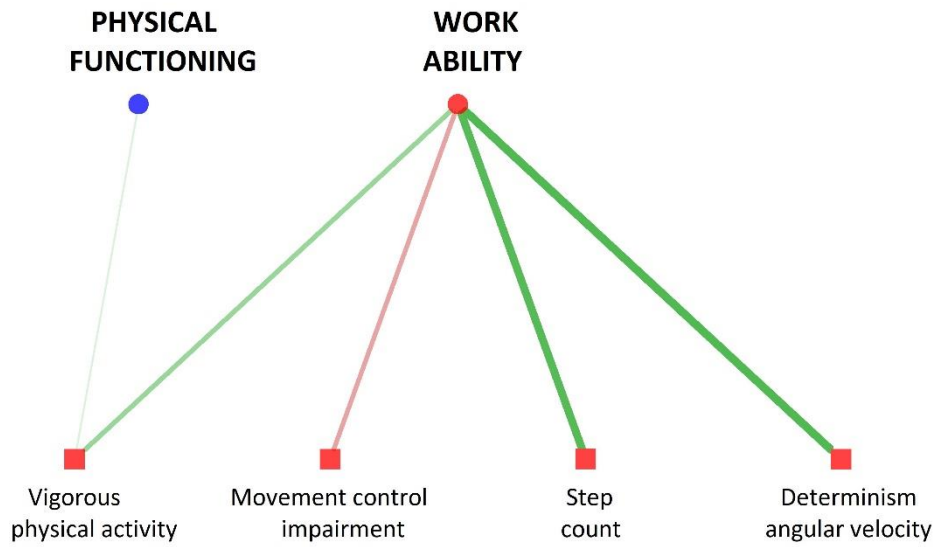 PHYSICAL
FUNCTIONING
WORK
ABILITY
Vigorous
physical activity
Movement control
impairment
Step
count
Determinism
angular velocity